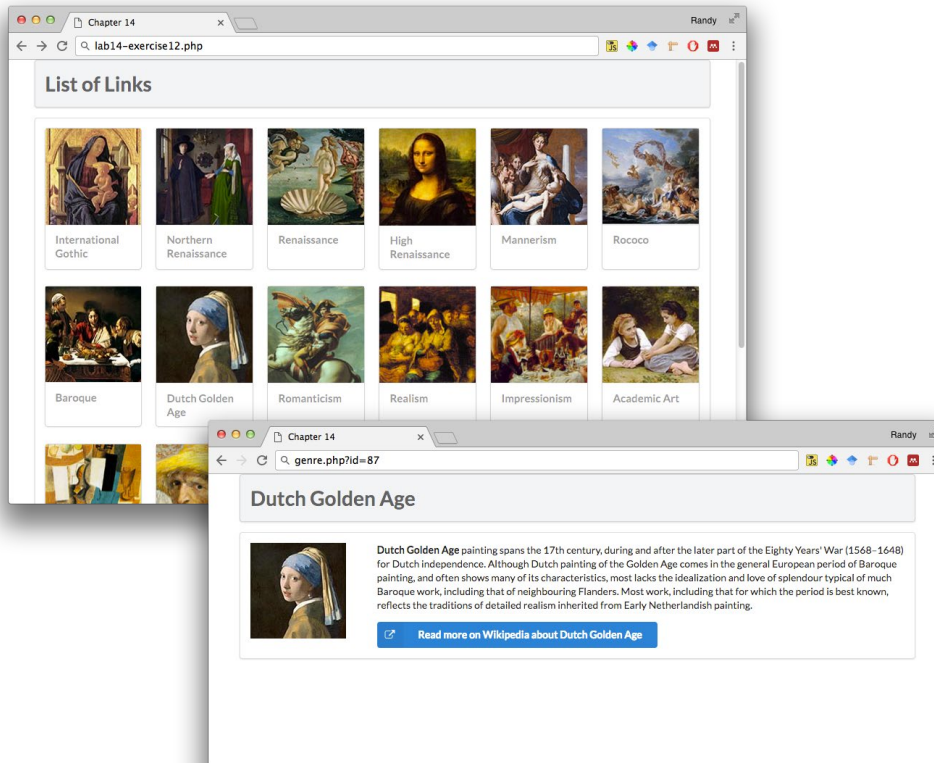 Chapter 14
Randy
lab14-exercise12.php
JS
List of Links
International
Gothic
Northern
Renaissance
Renaissance
High
Renaissance
Mannerism
Rococo
Baroque
Dutch Golden
Age
Romanticism
Realism
Impressionism
Academic Art
Chapter 14
Randy
genre.php?id=87
JS
Dutch Golden Age
Dutch Golden Age painting spans the 17th century, during and after the later part of the Eighty Years' War (1568–1648)
for Dutch independence. Although Dutch painting of the Golden Age comes in the general European period of Baroque
painting, and often shows many of its characteristics, most lacks the idealization and love of splendour typical of much
Baroque work, including that of neighbouring Flanders. Most work, including that for which the period is best known,
reflects the traditions of detailed realism inherited from Early Netherlandish painting.
Read more on Wikipedia about Dutch Golden Age